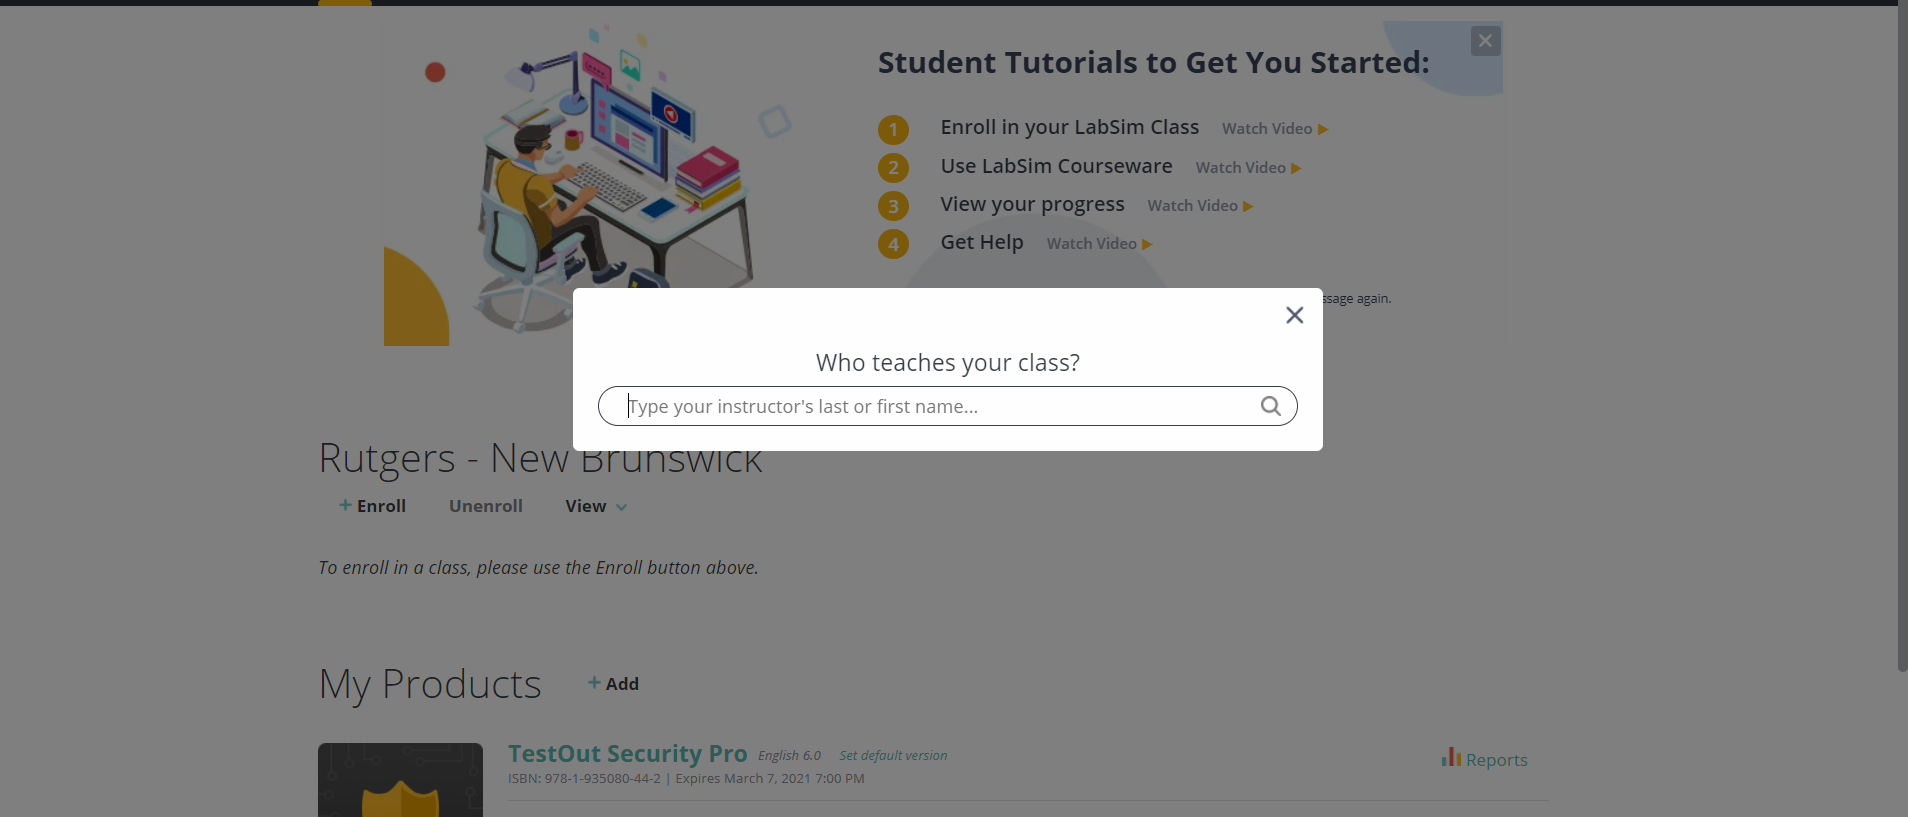 Student Tutorials to Get You Started:
1 Enroll in your LabSim Class Watch Video
2 Use LabSim Courseware Watch Video
3 View your progress Watch Video
4 Get Help Watch Video
again.
Who teaches your class?
Type your instructor's last or first name...
Rutgers - New Brunswick
+ Enroll Unenroll View
To enroll in a class, please use the Enroll button above.
My Products + Add
TestOut Security Pro English 6.0 Set default version
Reports
ISBN: 978-1-935080-44-2 | Expires March 7, 2021 7:00 PM